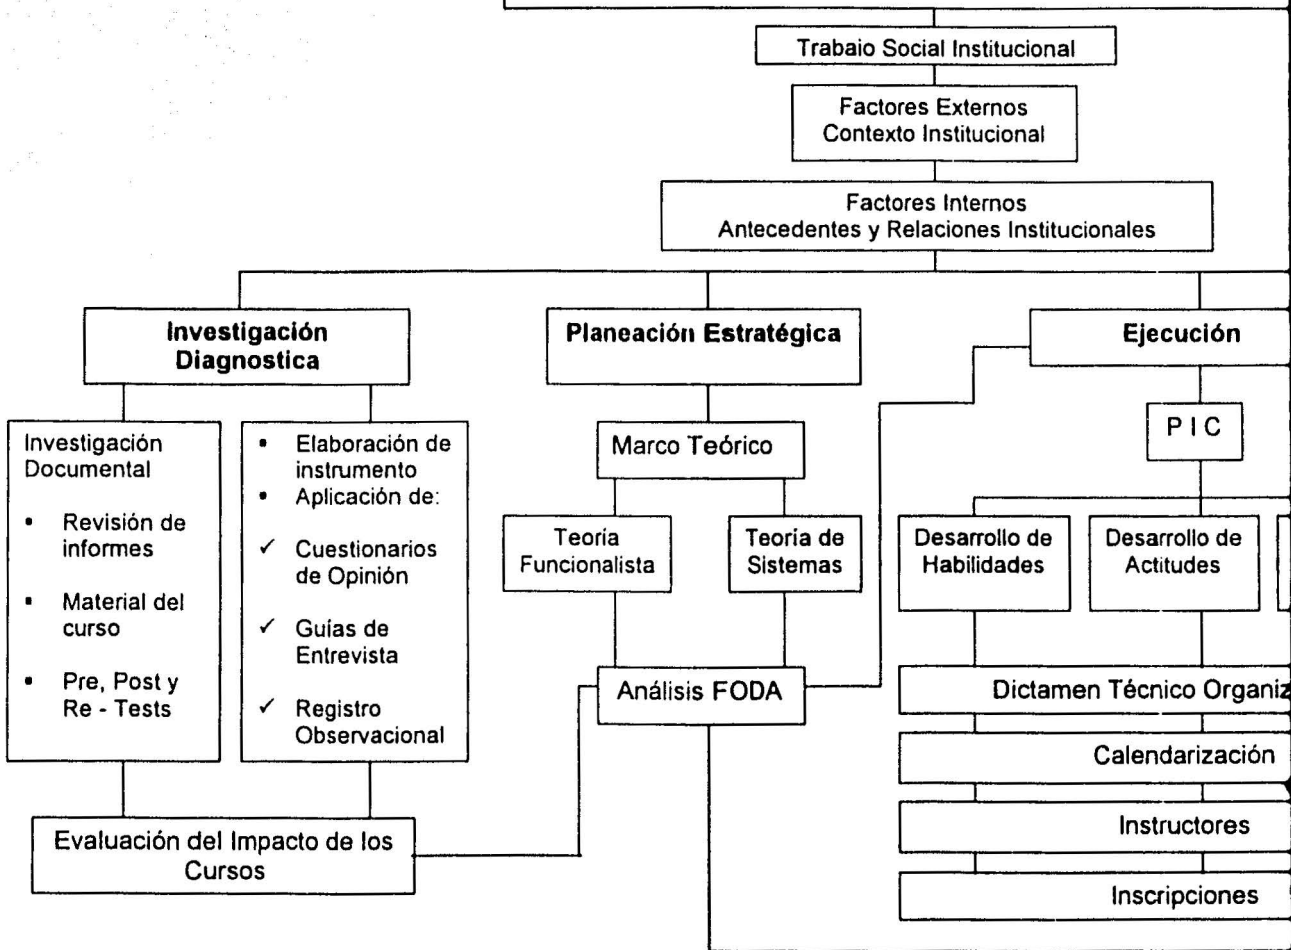 Trabaio Social Institucional
Factores Externos
Contexto Institucional
Factores Internos
Antecedentes y Relaciones Institucionales
Investigación
Diagnostica
Investigación
Documental
▪ Revisión de
informes
▪ Material del
curso
▪ Pre, Post y
Re - Tests
▪ Elaboración de
instrumento
• Aplicación de:
✓ Cuestionarios
de Opinión
✓ Guías de
Entrevista
✓ Registro
Observacional
Evaluación del Impacto de los
Cursos
Planeación Estratégica
Marco Teórico
Teoría
Funcionalista
Teoría de
Sistemas
Análisis FODA
Ejecución
P I C
Desarrollo de
Habilidades
Desarrollo de
Actitudes
Dictamen Técnico Organiz
Calendarización
Instructores
Inscripciones